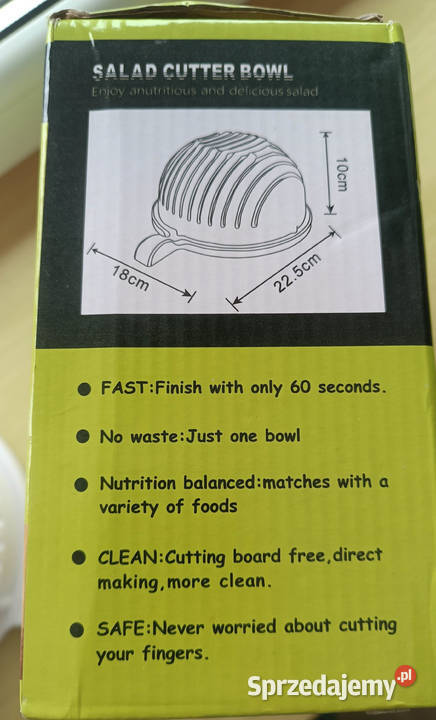 SALAD CUTTER BOWL
Enjoy anutritious and delicious salad
10cm
18cm
22.5cm
FAST:Finish with only 60 seconds.
No waste:Just one bowl
Nutrition balanced:matches with a
variety of foods
CLEAN:Cutting board free,direct
making,more clean.
SAFE:Never worried about cutting
your fingers.
Sprzedajemy.pl